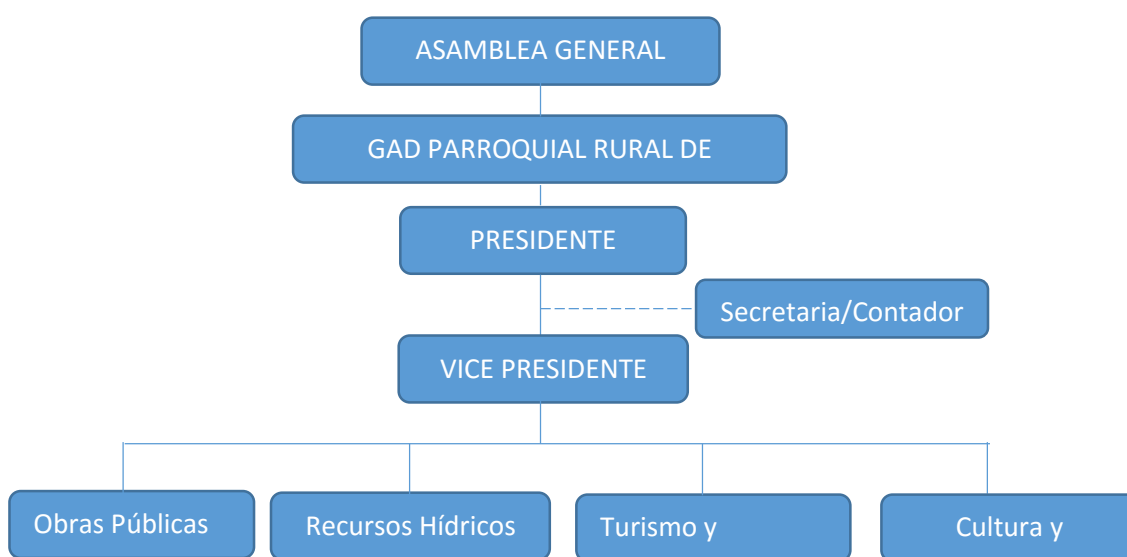 ASAMBLEA GENERAL
GAD PARROQUIAL RURAL DE
PRESIDENTE
Secretaria/Contador
VICE PRESIDENTE
Obras Públicas
Recursos Hídricos
Turismo y
Cultura y